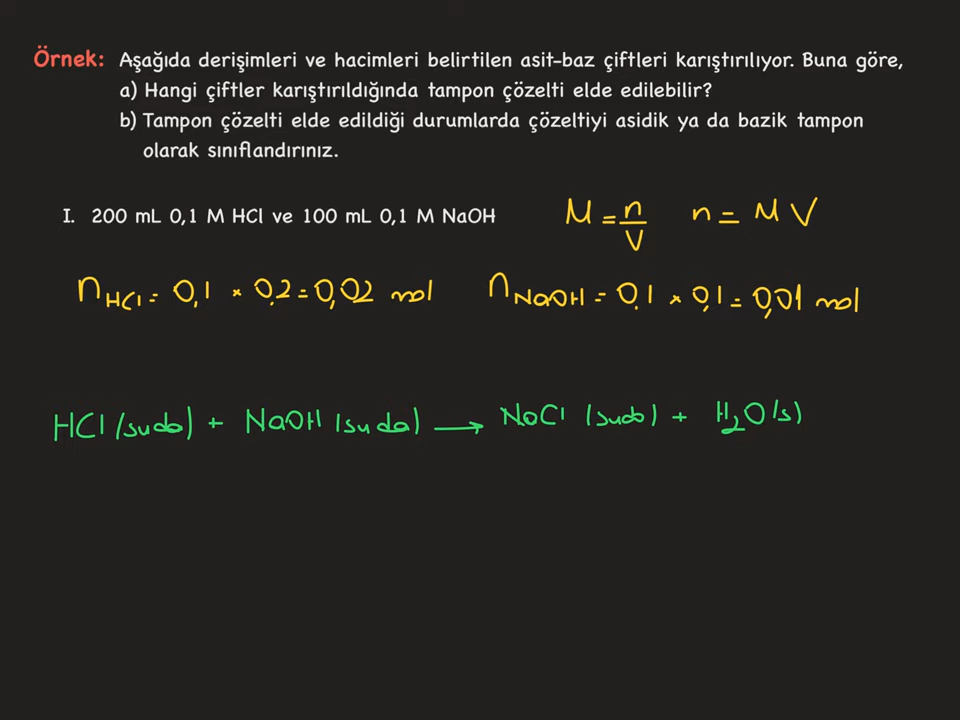 Örnek: Aşağıda derişimleri ve hacimleri belirtilen asit-baz çiftleri karıştırılıyor. Buna göre,
a) Hangi çiftler karıştırıldığında tampon çözelti elde edilebilir?
b) Tampon çözelti elde edildiği durumlarda çözeltiyi asidik ya da bazik tampon
olarak sınıflandırınız.
I. 200 mL 0,1 M HCl ve 100 mL 0,1 M NaOH M = n/V n = M V
nHCl = 0,1 × 0,2 = 0,02 mol nNaOH = 0,1 × 0,1 = 0,01 mol
HCl (suda) + NaOH (suda) → NaCl (suda) + H₂O (s)